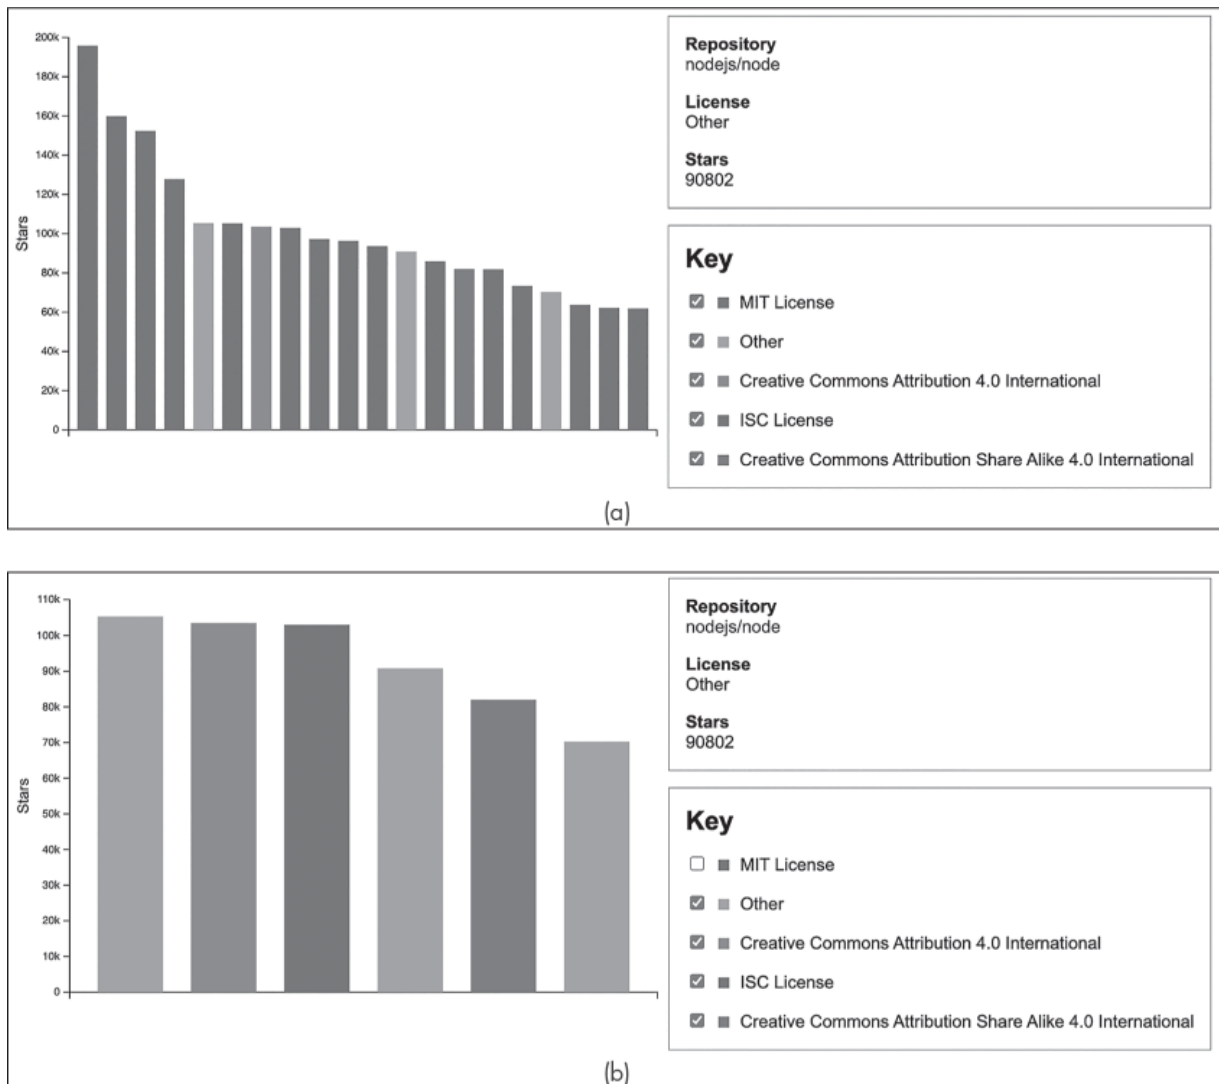 200k
180k
160k
140k
120k
100k
80k
60k
40k
20k
0
Stars
Repository
nodejs/node
License
Other
Stars
90802
Key
MIT License
Other
Creative Commons Attribution 4.0 International
ISC License
Creative Commons Attribution Share Alike 4.0 International
(a)
110k
100k
90k
80k
70k
60k
50k
40k
30k
20k
10k
0
Stars
Repository
nodejs/node
License
Other
Stars
90802
Key
MIT License
Other
Creative Commons Attribution 4.0 International
ISC License
Creative Commons Attribution Share Alike 4.0 International
(b)